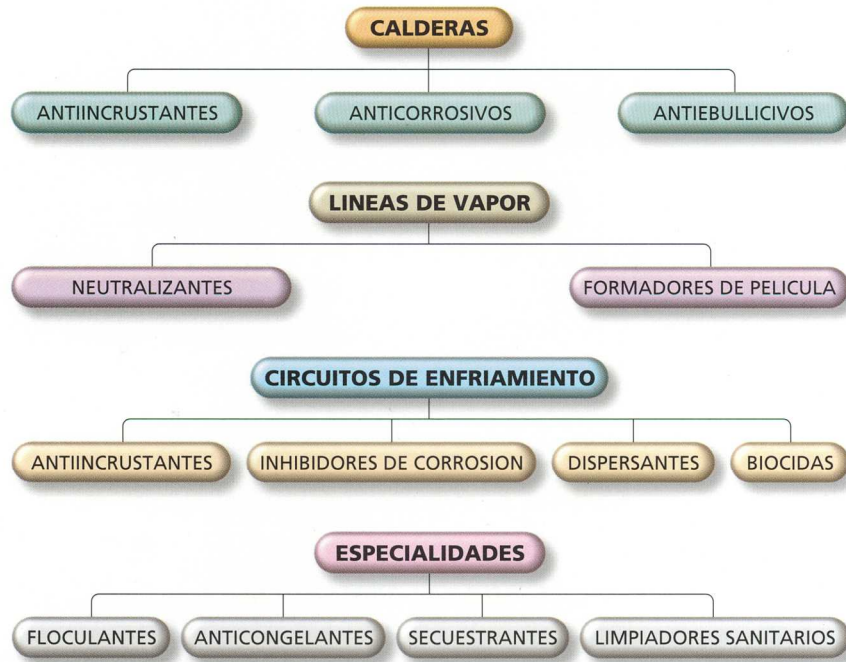 CALDERAS
ANTIINCRUSTANTES
ANTICORROSIVOS
ANTIEBULLICIVOS
LINEAS DE VAPOR
NEUTRALIZANTES
FORMADORES DE PELICULA
CIRCUITOS DE ENFRIAMIENTO
ANTIINCRUSTANTES
INHIBIDORES DE CORROSION
DISPERSANTES
BIOCIDAS
ESPECIALIDADES
FLOCULANTES
ANTICONGELANTES
SECUESTRANTES
LIMPIADORES SANITARIOS